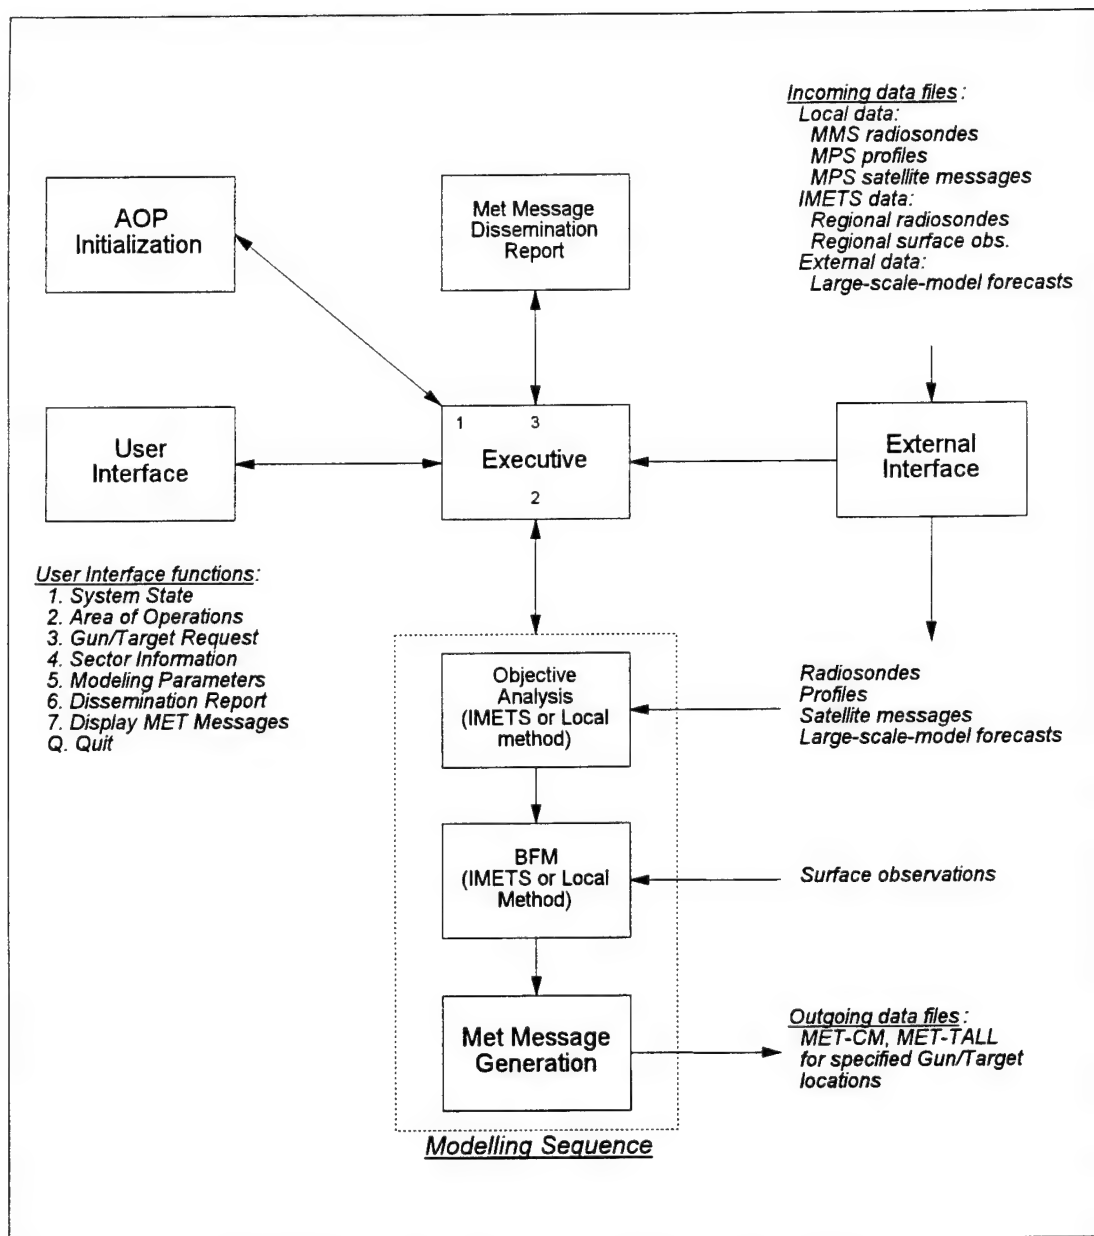 Incoming data files:
Local data:
MMS radiosondes
MPS profiles
MPS satellite messages
IMETS data:
Regional radiosondes
Regional surface obs.
External data:
Large-scale-model forecasts
AOP
Initialization
Met Message
Dissemination
Report
User
Interface
1
3
Executive
2
External
Interface
User Interface functions:
1. System State
2. Area of Operations
3. Gun/Target Request
4. Sector Information
5. Modeling Parameters
6. Dissemination Report
7. Display MET Messages
Q. Quit
Objective
Analysis
(IMETS or Local
method)
Radiosondes
Profiles
Satellite messages
Large-scale-model forecasts
BFM
(IMETS or Local
Method)
Surface observations
Met Message
Generation
Outgoing data files:
MET-CM, MET-TALL
for specified Gun/Target
locations
Modelling Sequence